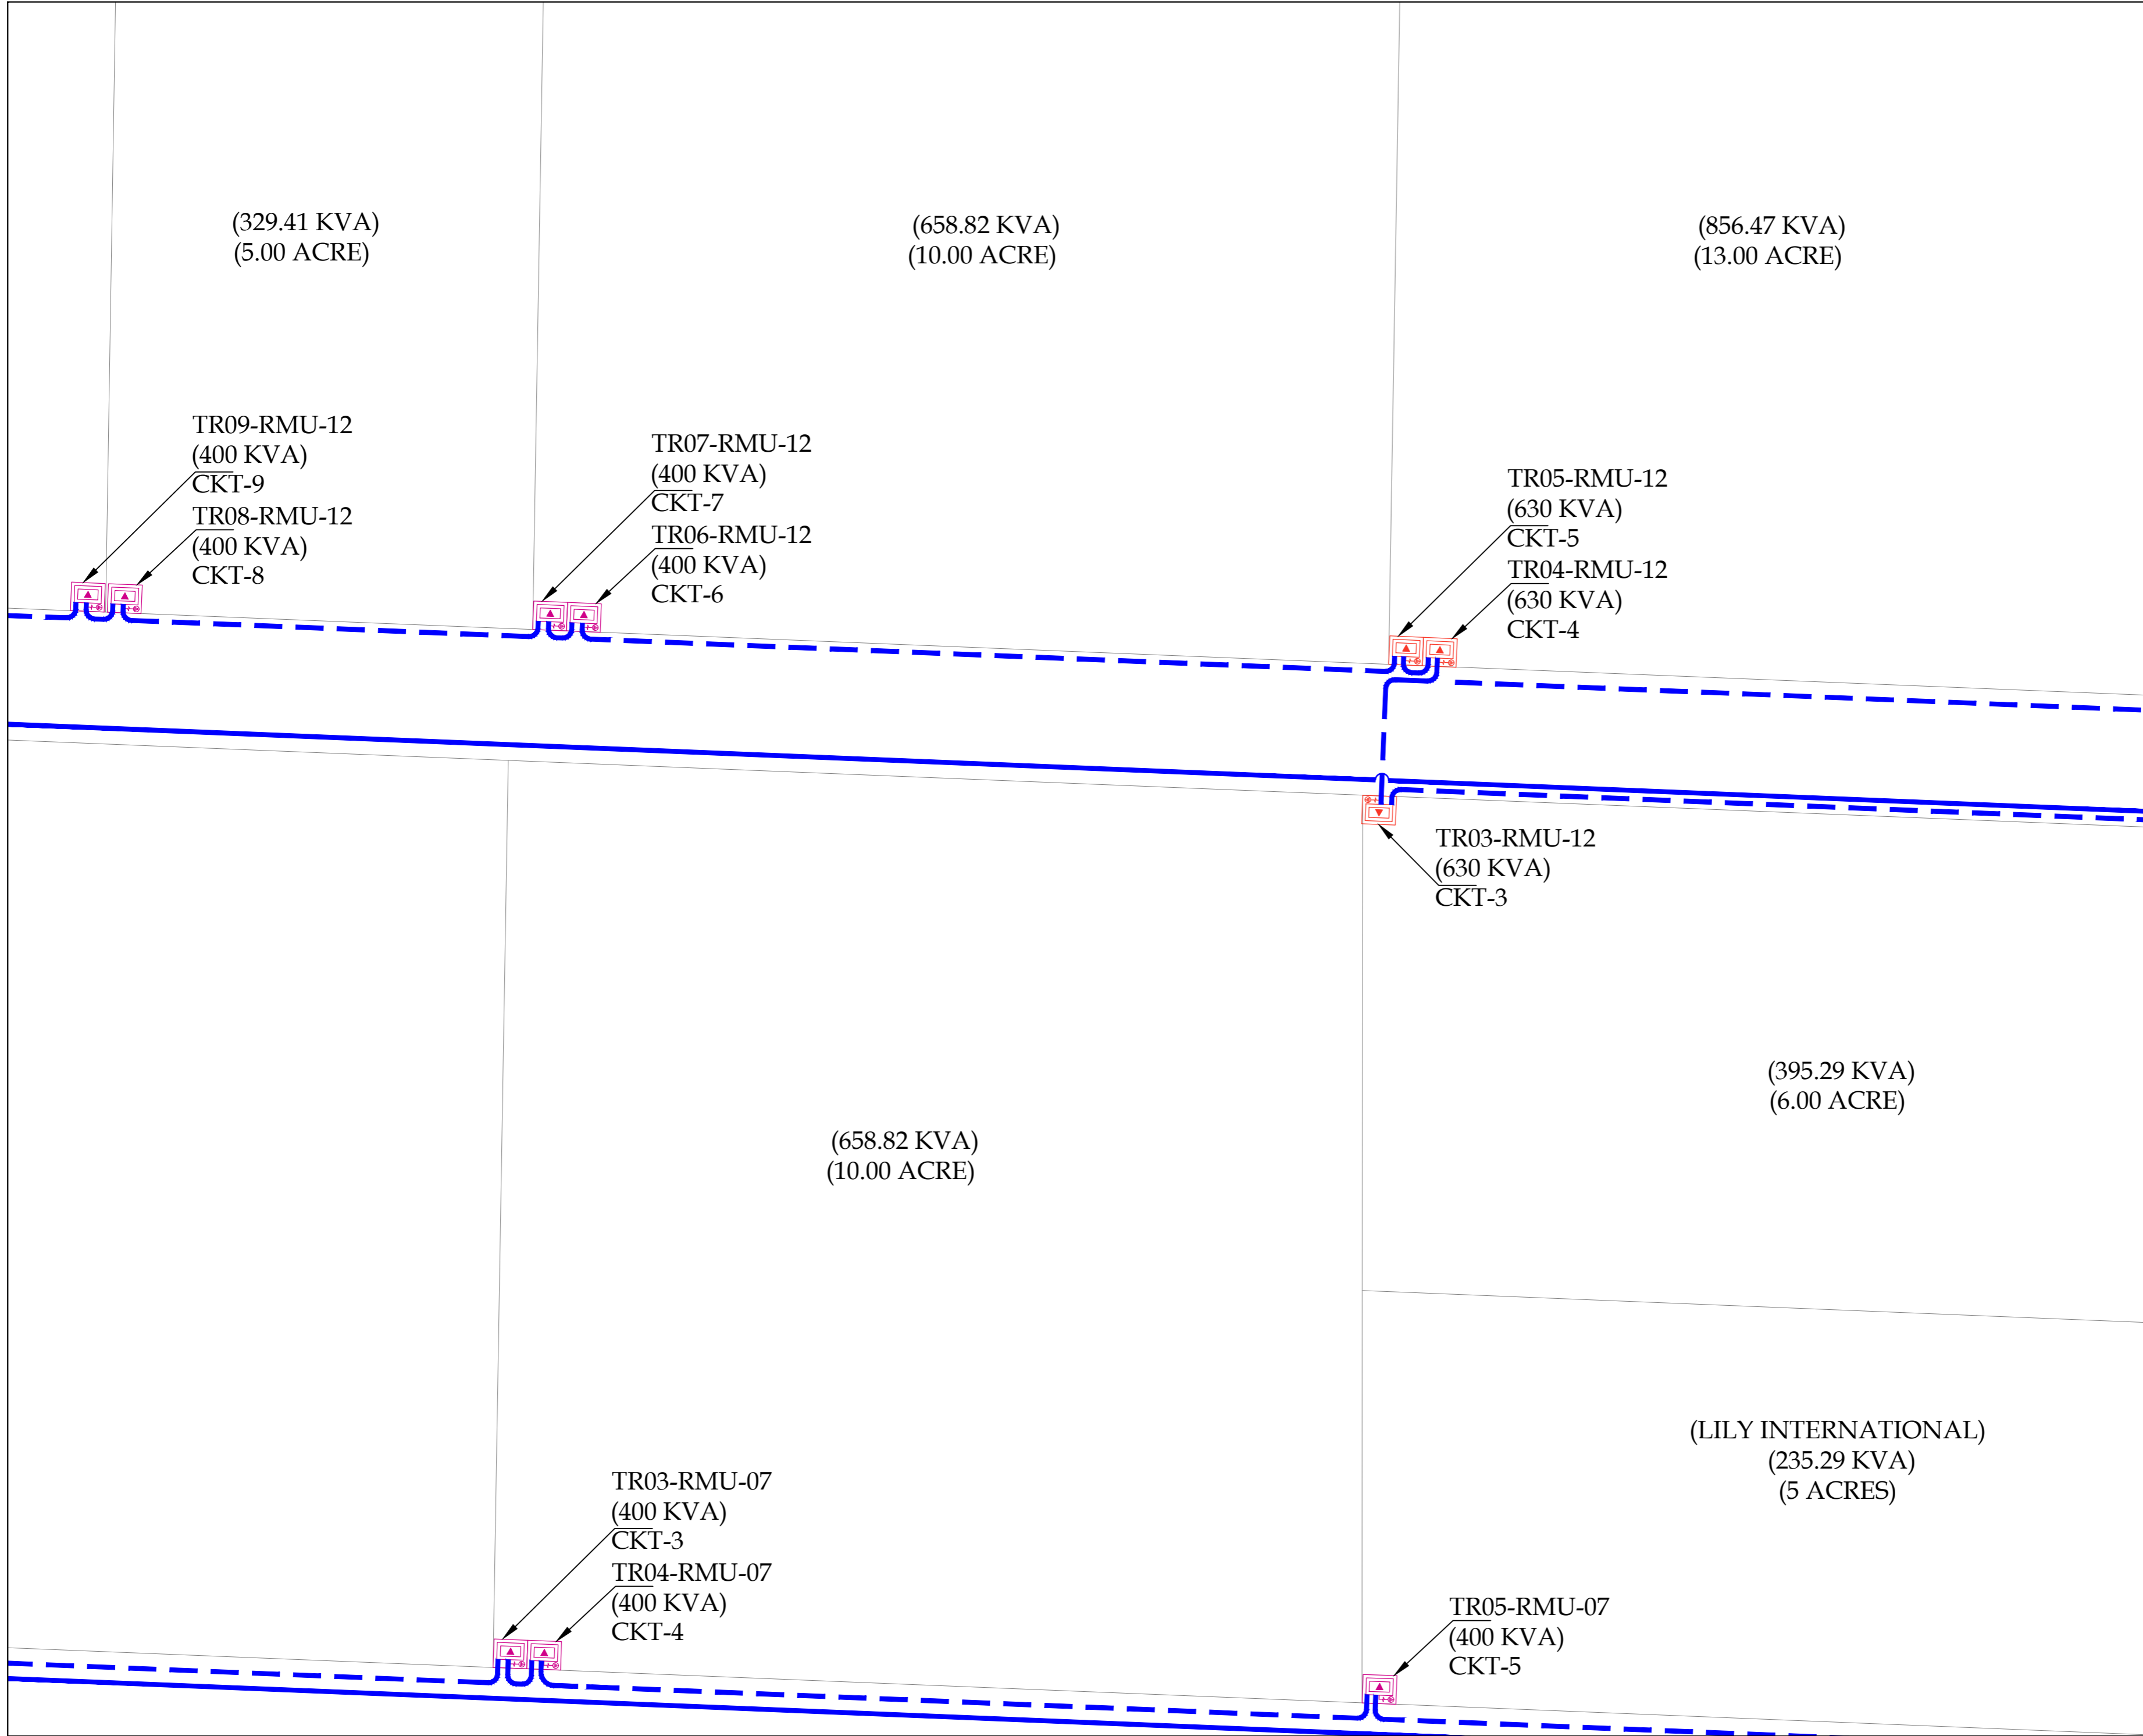 (329.41 KVA)
(5.00 ACRE)
(658.82 KVA)
(10.00 ACRE)
(856.47 KVA)
(13.00 ACRE)
TR09-RMU-12
(400 KVA)
CKT-9
TR08-RMU-12
(400 KVA)
CKT-8
TR07-RMU-12
(400 KVA)
CKT-7
TR06-RMU-12
(400 KVA)
CKT-6
TR05-RMU-12
(630 KVA)
CKT-5
TR04-RMU-12
(630 KVA)
CKT-4
TR03-RMU-12
(630 KVA)
CKT-3
(658.82 KVA)
(10.00 ACRE)
(395.29 KVA)
(6.00 ACRE)
(LILY INTERNATIONAL)
(235.29 KVA)
(5 ACRES)
TR03-RMU-07
(400 KVA)
CKT-3
TR04-RMU-07
(400 KVA)
CKT-4
TR05-RMU-07
(400 KVA)
CKT-5